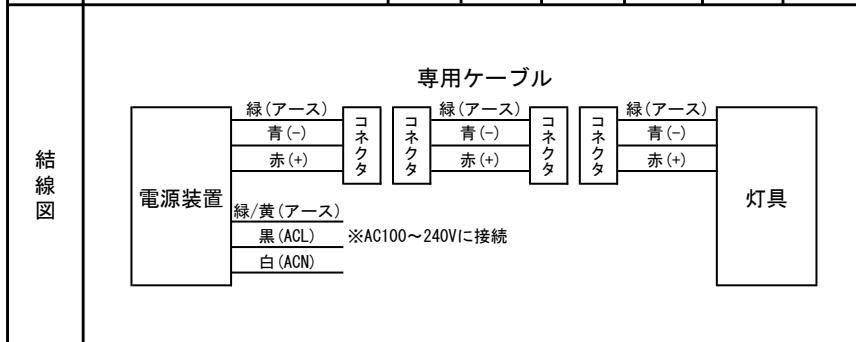 結線図
専用ケーブル
緑(アース)
青(-)
赤(+)
コネクタ
コネクタ
緑(アース)
青(-)
赤(+)
コネクタ
コネクタ
緑(アース)
青(-)
赤(+)
電源装置
灯具
緑/黄(アース)
黒(ACL) ※AC100～240Vに接続
白(ACN)